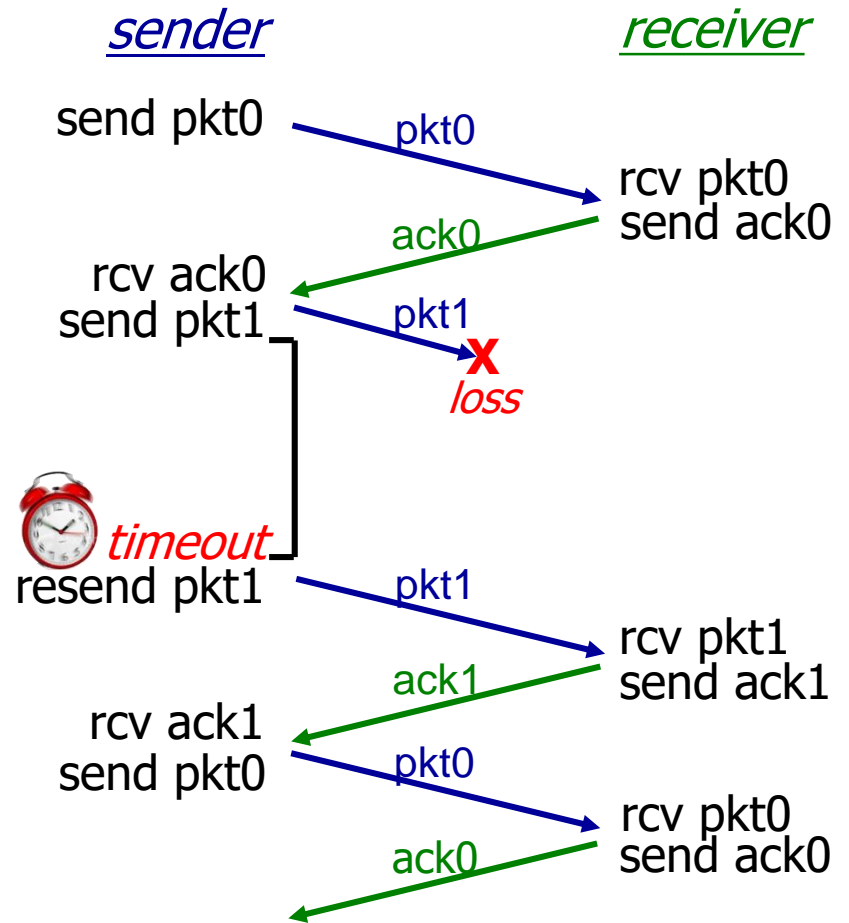 sender
receiver
send pkt0
pkt0
rcv pkt0
send ack0
ack0
rcv ack0
send pkt1
pkt1
X
loss
timeout
resend pkt1
pkt1
rcv pkt1
send ack1
ack1
rcv ack1
send pkt0
pkt0
rcv pkt0
send ack0
ack0